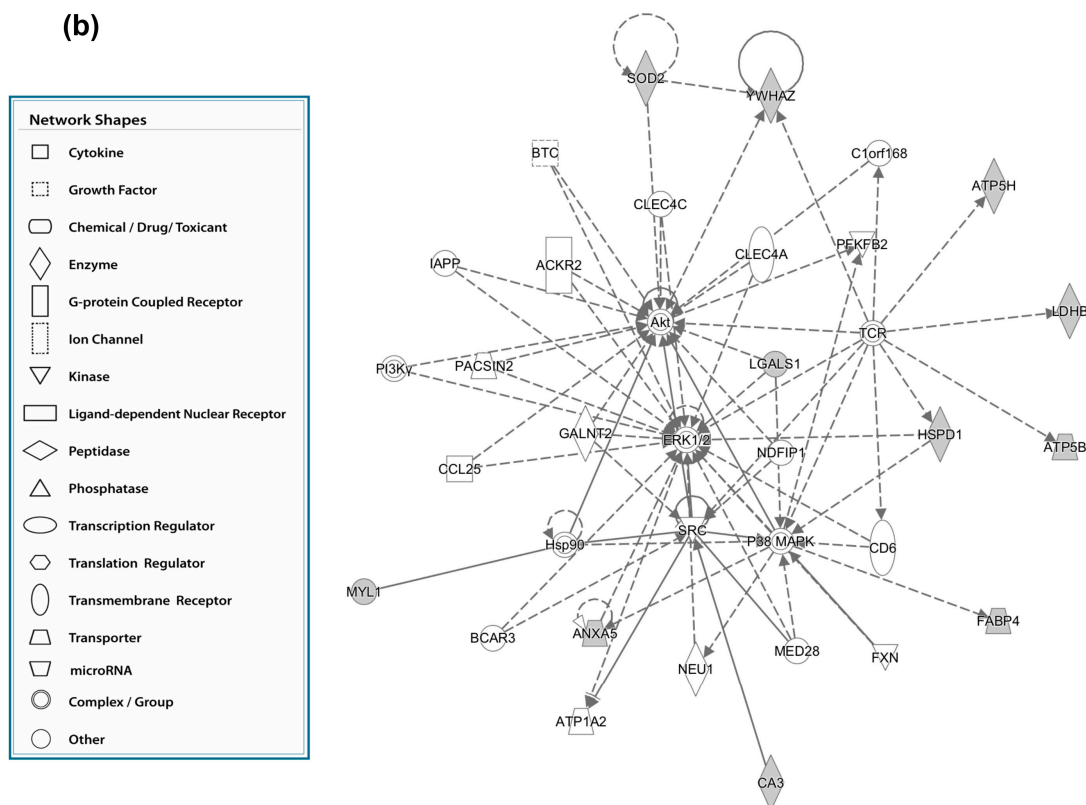 (b)
Network Shapes
Cytokine
Growth Factor
Chemical / Drug/ Toxicant
Enzyme
G-protein Coupled Receptor
Ion Channel
Kinase
Ligand-dependent Nuclear Receptor
Peptidase
Phosphatase
Transcription Regulator
Translation Regulator
Transmembrane Receptor
Transporter
microRNA
Complex / Group
Other
SOD2
YWHAZ
BTC
C1orf168
ATP5H
CLEC4C
IAPP
ACKR2
CLEC4A
PFKFB2
LDHB
Akt
TCR
PI3Kγ
PACSIN2
LGALS1
GALNT2
ERK1/2
NDFIP1
HSPD1
ATP5B
CCL25
SRC
Hsp90
P38 MAPK
CD6
MYL1
BCAR3
ANXA5
NEU1
MED28
FXN
FABP4
ATP1A2
CA3